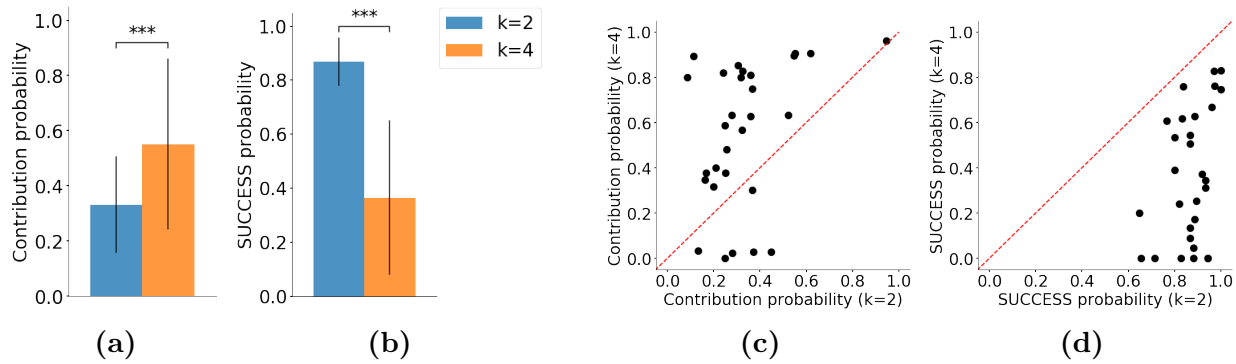 Contribution probability
1.0
0.8
0.6
0.4
0.2
0.0
***
(a)
SUCCESS probability
1.0
0.8
0.6
0.4
0.2
0.0
***
(b)
k=2
k=4
Contribution probability (k=4)
1.0
0.8
0.6
0.4
0.2
0.0
0.0 0.2 0.4 0.6 0.8 1.0
Contribution probability (k=2)
(c)
SUCCESS probability (k=4)
1.0
0.8
0.6
0.4
0.2
0.0
0.0 0.2 0.4 0.6 0.8 1.0
SUCCESS probability (k=2)
(d)